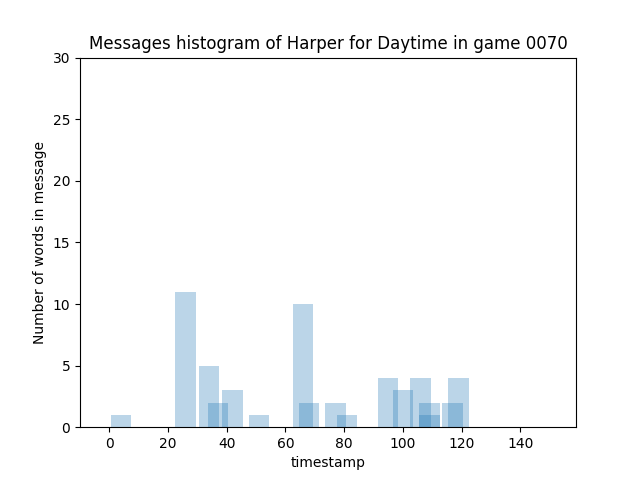 Messages histogram of Harper for Daytime in game 0070
30
25
20
15
10
5
0
Number of words in message
0 20 40 60 80 100 120 140
timestamp